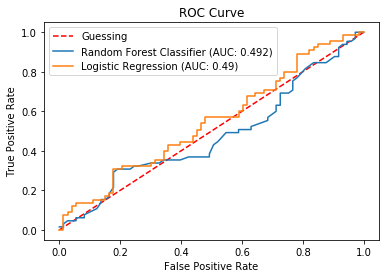 ROC Curve
Guessing
Random Forest Classifier (AUC: 0.492)
Logistic Regression (AUC: 0.49)
True Positive Rate
1.0
0.8
0.6
0.4
0.2
0.0
0.0 0.2 0.4 0.6 0.8 1.0
False Positive Rate